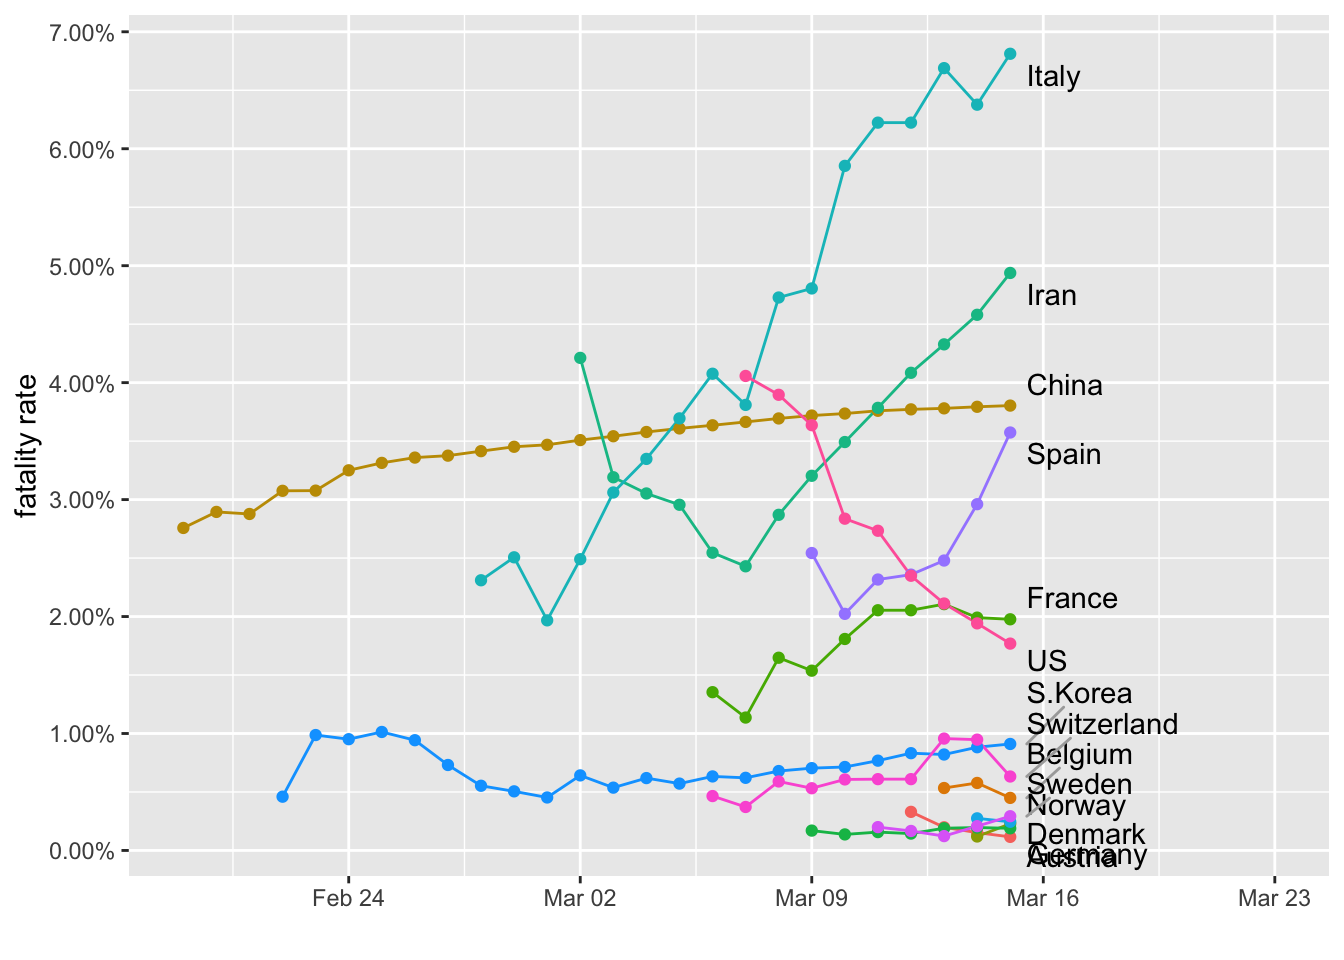 7.00%
6.00%
5.00%
4.00%
3.00%
2.00%
1.00%
0.00%
fatality rate
Italy
Iran
China
Spain
France
US
S.Korea
Switzerland
Belgium
Sweden
Norway
Denmark
Germany
Austria
Feb 24
Mar 02
Mar 09
Mar 16
Mar 23